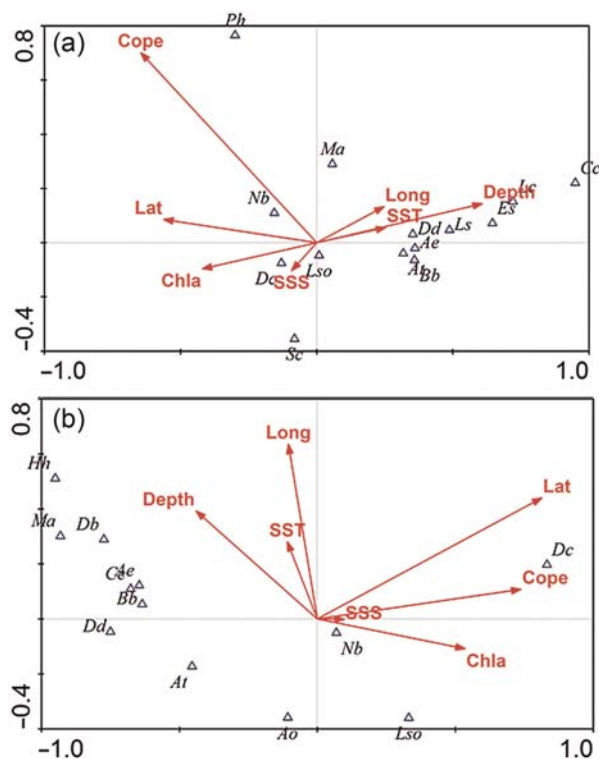 0.8
(a)
Cope
Ph
Ma
Cc
Lat
Nb
Long
Depth
Lc
SST
Es
Dd
Ls
Ae
Chla
Dc
SSS
Lso
At
Bb
Sc
-0.4
-1.0
1.0
0.8
(b)
Long
Hh
Depth
Lat
Ma
Db
SST
Dc
Ae
Cope
Bb
SSS
Dd
Nb
Chla
At
Ao
Lso
-0.4
-1.0
1.0